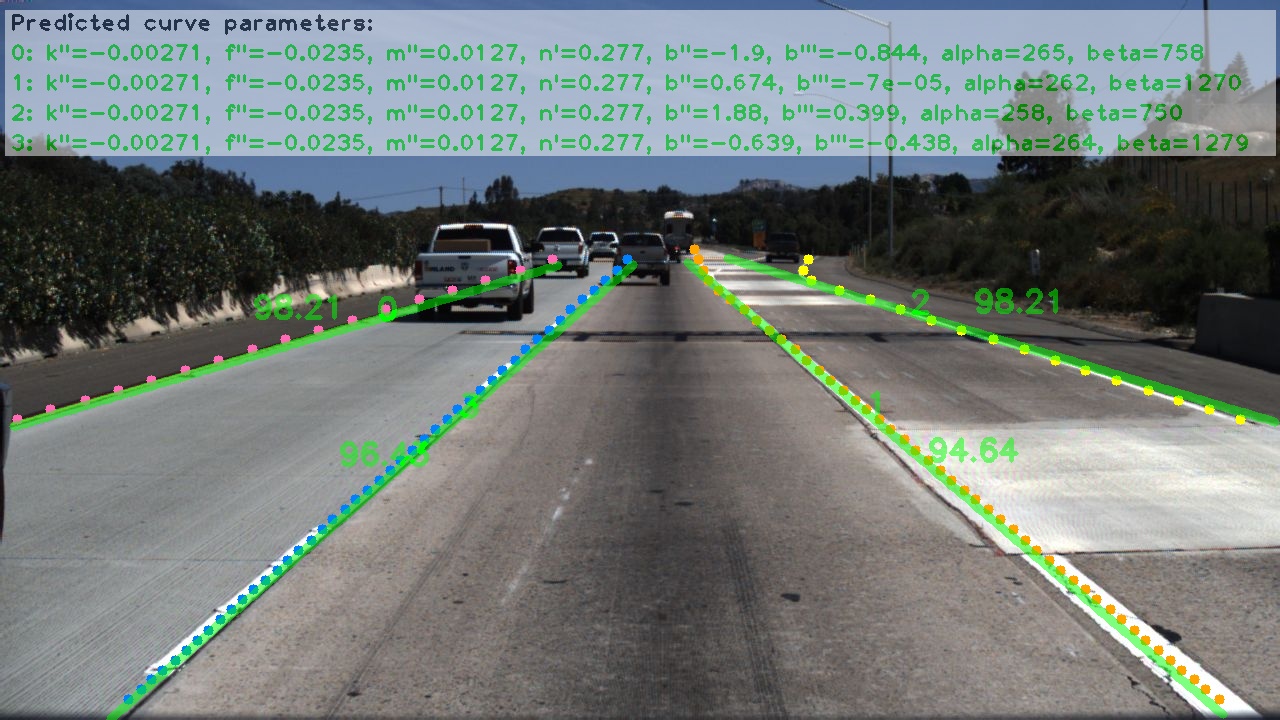 Predicted curve parameters:
0: k''=-0.00271, f''=-0.0235, m''=0.0127, n'=0.277, b''=-1.9, b'''=-0.844, alpha=265, beta=758
1: k''=-0.00271, f''=-0.0235, m''=0.0127, n'=0.277, b''=0.674, b'''=-7e-05, alpha=262, beta=1270
2: k''=-0.00271, f''=-0.0235, m''=0.0127, n'=0.277, b''=1.88, b'''=0.399, alpha=258, beta=750
3: k''=-0.00271, f''=-0.0235, m''=0.0127, n'=0.277, b''=-0.639, b'''=-0.438, alpha=264, beta=1279
98.21 0
2 98.21
3
1
94.64